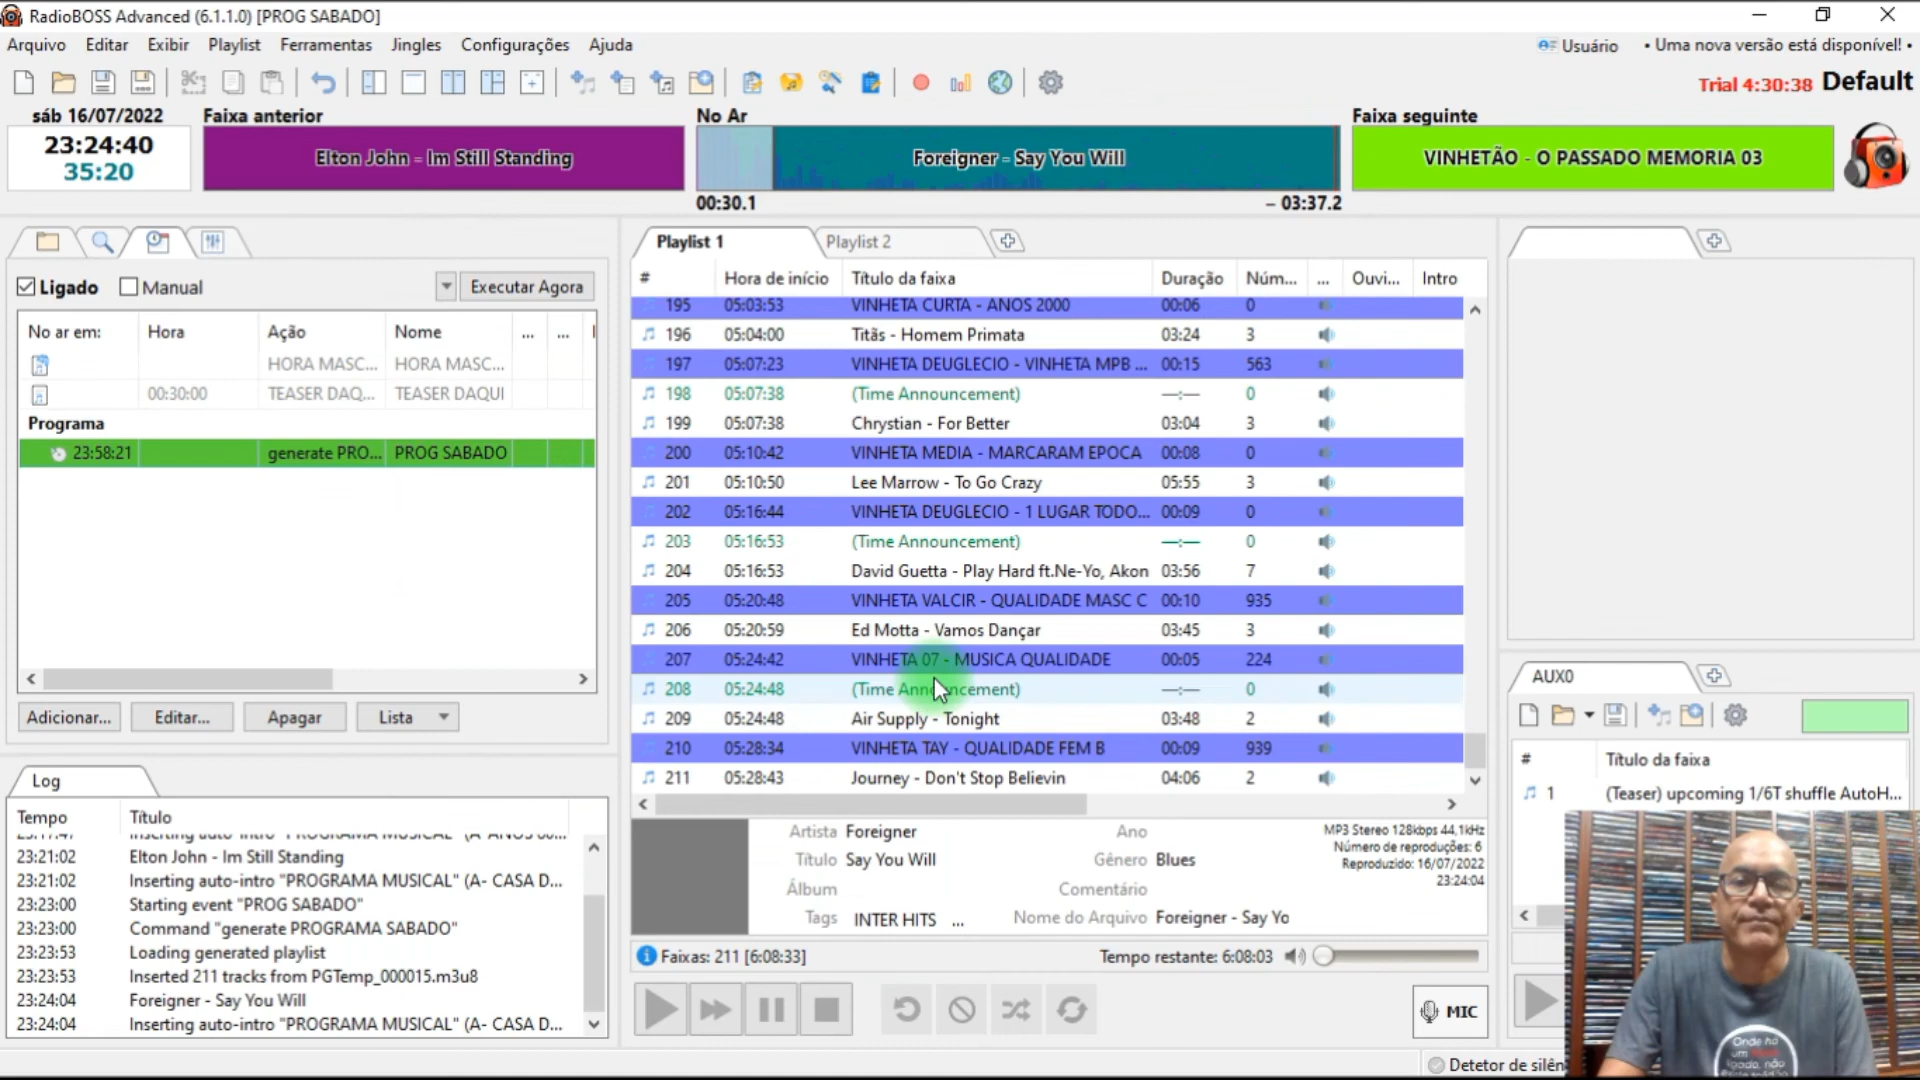 RadioBOSS Advanced (6.1.1.0) [PROG SABADO]
Arquivo Editar Exibir Playlist Ferramentas Jingles Configurações Ajuda
Usuário • Uma nova versão está disponível! •
Trial 4:30:38 Default
sáb 16/07/2022
23:24:40
35:20
Faixa anterior
Elton John - Im Still Standing
No Ar
Foreigner - Say You Will
00:30.1 – 03:37.2
Faixa seguinte
VINHETÃO - O PASSADO MEMORIA 03
Ligado Manual Executar Agora
No ar em: Hora Ação Nome ... ...
HORA MASC... HORA MASC...
00:30:00 TEASER DAQ... TEASER DAQUI
Programa
23:58:21 generate PRO... PROG SABADO
Adicionar... Editar... Apagar Lista
Log
Tempo Título
23:21:02 Elton John - Im Still Standing
23:21:02 Inserting auto-intro "PROGRAMA MUSICAL" (A- CASA D...
23:23:00 Starting event "PROG SABADO"
23:23:00 Command "generate PROGRAMA SABADO"
23:23:53 Loading generated playlist
23:23:53 Inserted 211 tracks from PGTemp_000015.m3u8
23:24:04 Foreigner - Say You Will
23:24:04 Inserting auto-intro "PROGRAMA MUSICAL" (A- CASA D...
Playlist 1 Playlist 2
# Hora de início Título da faixa Duração Núm... ... Ouvi... Intro
195 05:03:53 VINHETA CURTA - ANOS 2000 00:06 0
196 05:04:00 Titãs - Homem Primata 03:24 3
197 05:07:23 VINHETA DEUGLECIO - VINHETA MPB ... 00:15 563
198 05:07:38 (Time Announcement) —:— 0
199 05:07:38 Chrystian - For Better 03:04 3
200 05:10:42 VINHETA MEDIA - MARCARAM EPOCA 00:08 0
201 05:10:50 Lee Marrow - To Go Crazy 05:55 3
202 05:16:44 VINHETA DEUGLECIO - 1 LUGAR TODO... 00:09 0
203 05:16:53 (Time Announcement) —:— 0
204 05:16:53 David Guetta - Play Hard ft.Ne-Yo, Akon 03:56 7
205 05:20:48 VINHETA VALCIR - QUALIDADE MASC C 00:10 935
206 05:20:59 Ed Motta - Vamos Dançar 03:45 3
207 05:24:42 VINHETA 07 - MUSICA QUALIDADE 00:05 224
208 05:24:48 (Time Announcement) —:— 0
209 05:24:48 Air Supply - Tonight 03:48 2
210 05:28:34 VINHETA TAY - QUALIDADE FEM B 00:09 939
211 05:28:43 Journey - Don't Stop Believin 04:06 2
Artista Foreigner Ano
Título Say You Will Gênero Blues
Álbum Comentário
Tags INTER HITS ... Nome do Arquivo Foreigner - Say Yo
MP3 Stereo 128kbps 44,1kHz
Número de reproduções: 6
Reproduzido: 16/07/2022
23:24:04
Faixas: 211 [6:08:33] Tempo restante: 6:08:03
MIC
AUX0
# Título da faixa
1 (Teaser) upcoming 1/6T shuffle AutoH...
Detetor de silên
Onde há
um
ligado, não